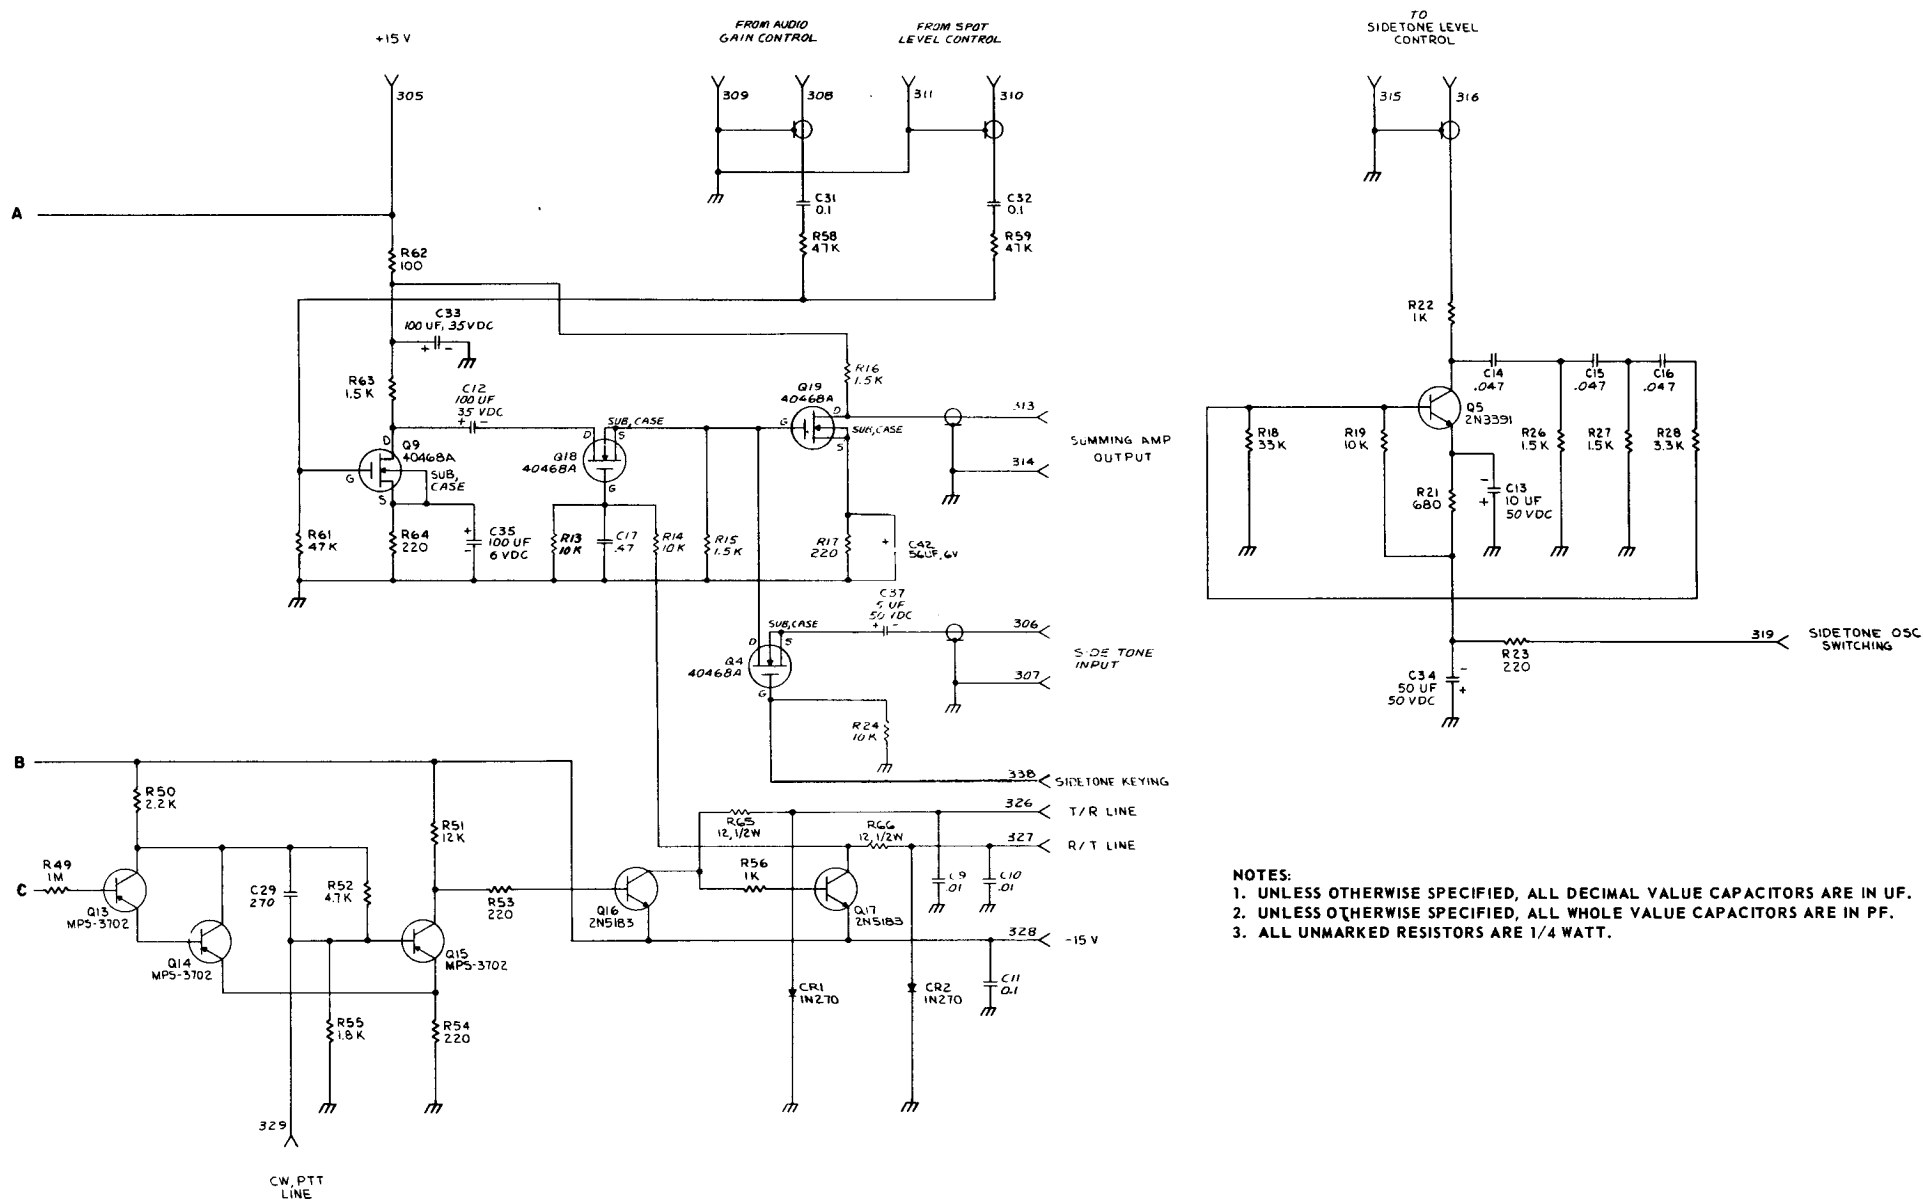 +15 V
FROM AUDIO
GAIN CONTROL
FROM SPOT
LEVEL CONTROL
TO
SIDETONE LEVEL
CONTROL
305
309
308
311
310
315
316
A
C31
0.1
C32
0.1
R58
47K
R59
47K
R62
100
C33
100 UF, 35VDC
+ -
R22
1K
R63
1.5K
C12
100 UF
35 VDC
+ -
R16
1.5K
Q19
40468A
D
G
SUB,CASE
S
313
SUMMING AMP
OUTPUT
314
C14
.047
C15
.047
C16
.047
Q5
2N3391
R18
33K
R19
10K
R26
1.5K
R27
1.5K
R28
3.3K
D
Q9
40468A
SUB,
CASE
G
S
SUB,CASE
D
S
Q18
40468A
G
R21
680
-
+
C13
10 UF
50 VDC
R61
47K
R64
220
+
-
C35
100 UF
6 VDC
R13
10K
C17
.47
R14
10K
R15
1.5K
R17
220
+
C42
56UF, 6V
C37
5 UF
50 VDC
+ -
SUB,CASE
D
S
Q4
40468A
G
306
SIDE TONE
INPUT
307
R24
10K
319
SIDETONE OSC
SWITCHING
R23
220
C34
50 UF
50 VDC
-
+
B
338
SIDETONE KEYING
R50
2.2K
R51
12K
R65
12,1/2W
326
T/R LINE
R66
12,1/2W
327
R/T LINE
R49
1M
C
Q13
MPS-3702
C29
270
R52
4.7K
R53
220
Q16
2N5183
R56
1K
Q17
2N5183
C9
.01
C10
.01
Q14
MPS-3702
Q15
MPS-3702
328
-15 V
CR1
1N270
CR2
1N270
C11
0.1
R55
1.8K
R54
220
329
CW, PTT
LINE
NOTES:
1. UNLESS OTHERWISE SPECIFIED, ALL DECIMAL VALUE CAPACITORS ARE IN UF.
2. UNLESS OTHERWISE SPECIFIED, ALL WHOLE VALUE CAPACITORS ARE IN PF.
3. ALL UNMARKED RESISTORS ARE 1/4 WATT.